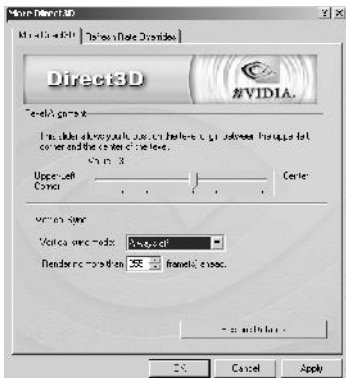 More Direct3D
More Direct3D Refresh Rate Overrides
Direct3D
NVIDIA.
Texel Alignment
This slider allows you to position the texel origin between the upper-left
corner and the center of the texel.
Value: 3
Upper-Left Center
Corner
Vertical Sync
Vertical sync mode: Always off
Render no more than frame(s) ahead.
Restore Defaults
OK Cancel Apply